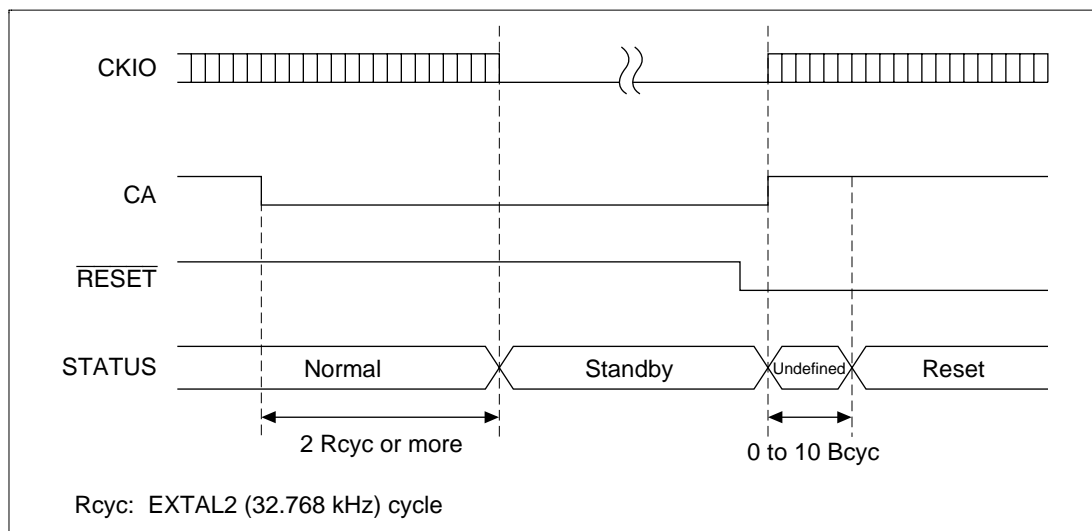 CKIO
CA
RESET
STATUS
Normal
Standby
Undefined
Reset
2 Rcyc or more
0 to 10 Bcyc
Rcyc: EXTAL2 (32.768 kHz) cycle